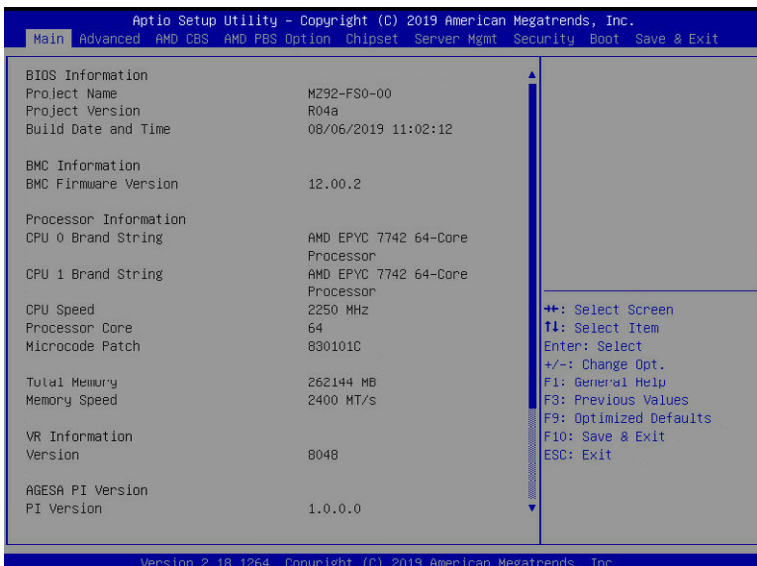 Aptio Setup Utility – Copyright (C) 2019 American Megatrends, Inc.
Main Advanced AMD CBS AMD PBS Option Chipset Server Mgmt Security Boot Save & Exit
BIOS Information
Project Name MZ92-FS0-00
Project Version R04a
Build Date and Time 08/06/2019 11:02:12
BMC Information
BMC Firmware Version 12.00.2
Processor Information
CPU 0 Brand String AMD EPYC 7742 64-Core
Processor
CPU 1 Brand String AMD EPYC 7742 64-Core
Processor
CPU Speed 2250 MHz
Processor Core 64
Microcode Patch 830101C
Total Memory 262144 MB
Memory Speed 2400 MT/s
VR Information
Version 8048
AGESA PI Version
PI Version 1.0.0.0
→←: Select Screen
↑↓: Select Item
Enter: Select
+/-: Change Opt.
F1: General Help
F3: Previous Values
F9: Optimized Defaults
F10: Save & Exit
ESC: Exit
Version 2.18.1264. Copyright (C) 2019 American Megatrends, Inc.